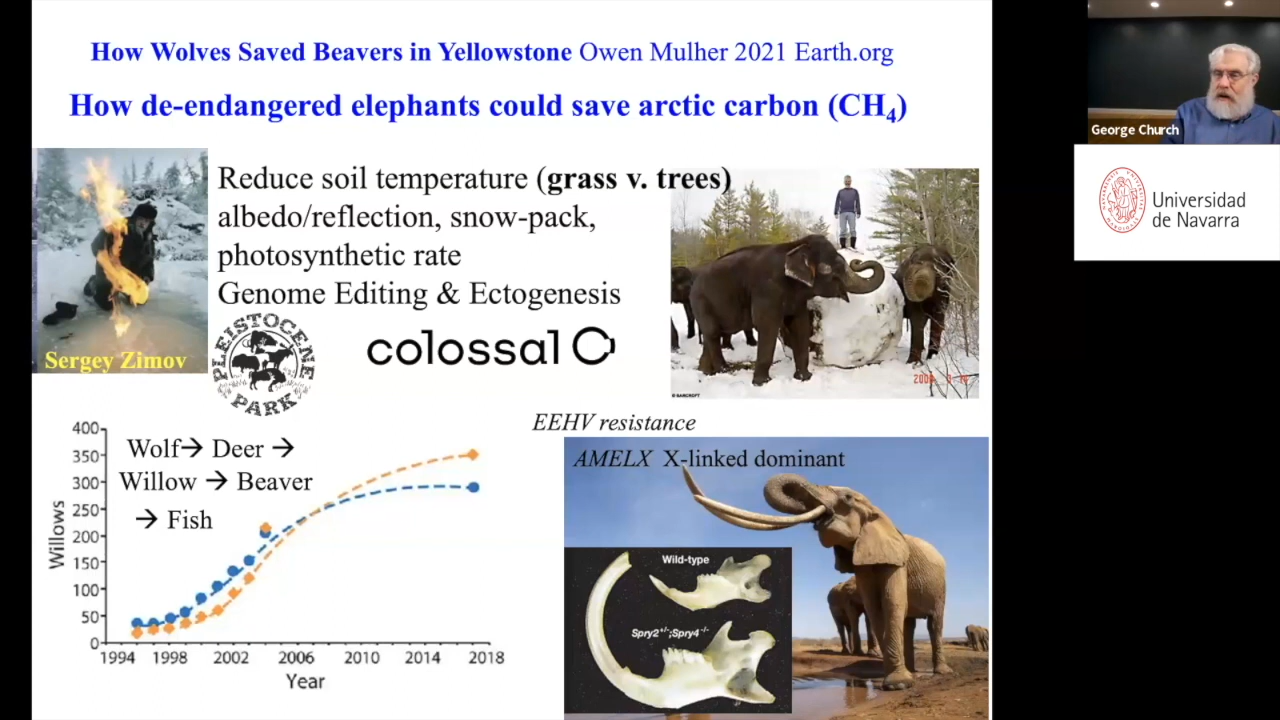 How Wolves Saved Beavers in Yellowstone Owen Mulher 2021 Earth.org
How de-endangered elephants could save arctic carbon (CH₄)
Reduce soil temperature (grass v. trees)
albedo/reflection, snow-pack,
photosynthetic rate
Genome Editing & Ectogenesis
Sergey Zimov
PLEISTOCENE
PARK
colossal
© BANCROFT
EEHV resistance
AMELX X-linked dominant
Wild-type
Spry2⁺/⁻;Spry4⁻/⁻
Wolf→ Deer →
Willow → Beaver
→ Fish
Willows
400
350
300
250
200
150
100
50
0
1994 1998 2002 2006 2010 2014 2018
Year
George Church
Universidad
de Navarra